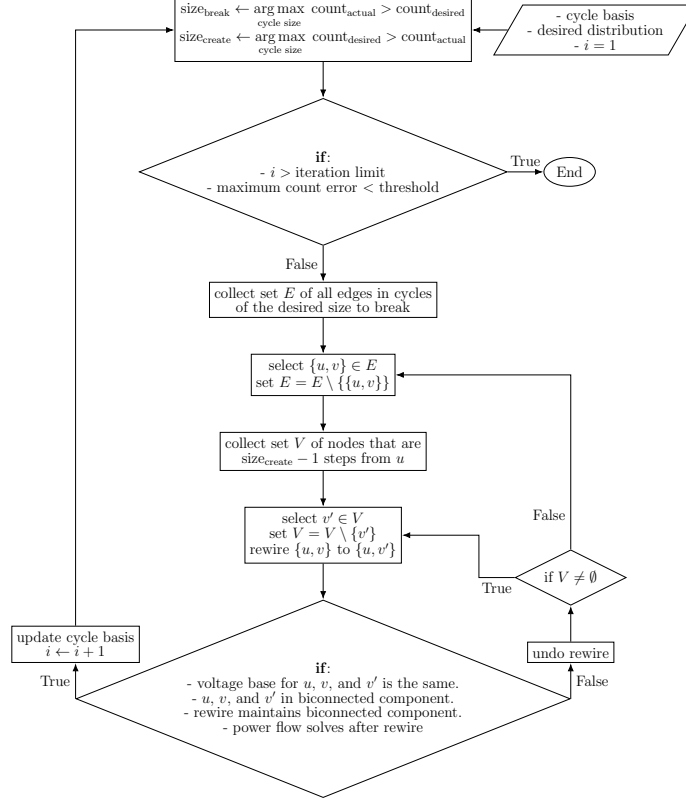 size_break ← arg max count_actual > count_desired
cycle size
size_create ← arg max count_desired > count_actual
cycle size
- cycle basis
- desired distribution
- i = 1
if:
- i > iteration limit
- maximum count error < threshold
True
End
False
collect set E of all edges in cycles
of the desired size to break
select {u, v} ∈ E
set E = E \ {{u, v}}
collect set V of nodes that are
size_create − 1 steps from u
select v′ ∈ V
set V = V \ {v′}
rewire {u, v} to {u, v′}
False
if V ≠ ∅
True
update cycle basis
i ← i + 1
undo rewire
True
if:
- voltage base for u, v, and v′ is the same.
- u, v, and v′ in biconnected component.
- rewire maintains biconnected component.
- power flow solves after rewire
False